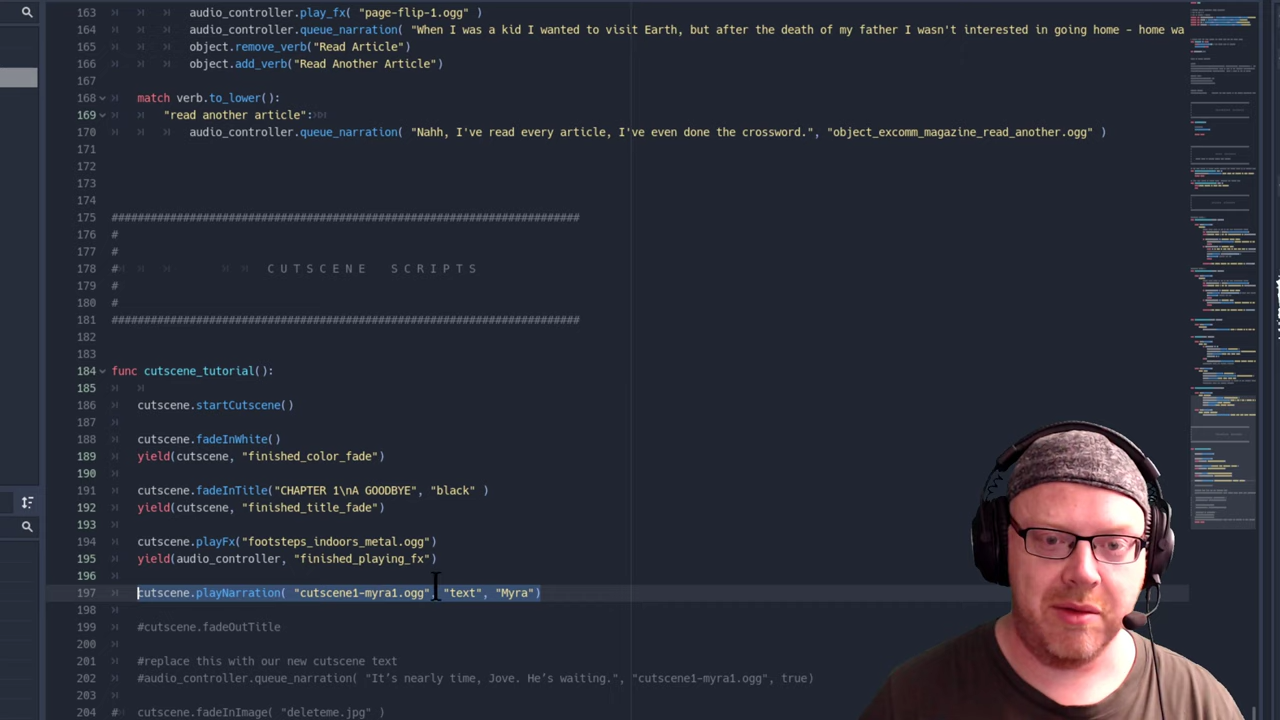 163 audio_controller.play_fx( "page-flip-1.ogg" )
164 audio_controller.queue_narration( "When I was a kid I wanted to visit Earth, but after the death of my father I wasn't interested in going home - home wa
165 object.remove_verb("Read Article")
166 object.add_verb("Read Another Article")
167
168 match verb.to_lower():
169 "read another article":
170 audio_controller.queue_narration( "Nahh, I've read every article, I've even done the crossword.", "object_excomm_magazine_read_another.ogg" )
171
172
173
174
175 #######################################################################
176 #
177 #
178 # CUTSCENE SCRIPTS
179 #
180 #
181 #######################################################################
182
183
184 func cutscene_tutorial():
185
186 cutscene.startCutscene()
187
188 cutscene.fadeInWhite()
189 yield(cutscene, "finished_color_fade")
190
191 cutscene.fadeInTitle("CHAPTER 1\nA GOODBYE", "black" )
192 yield(cutscene, "finished_title_fade")
193
194 cutscene.playFx("footsteps_indoors_metal.ogg")
195 yield(audio_controller, "finished_playing_fx")
196
197 cutscene.playNarration( "cutscene1-myra1.ogg", "text", "Myra")
198
199 #cutscene.fadeOutTitle
200
201 #replace this with our new cutscene text
202 #audio_controller.queue_narration( "It's nearly time, Jove. He's waiting.", "cutscene1-myra1.ogg", true)
203
204 # cutscene.fadeInImage( "deleteme.jpg" )